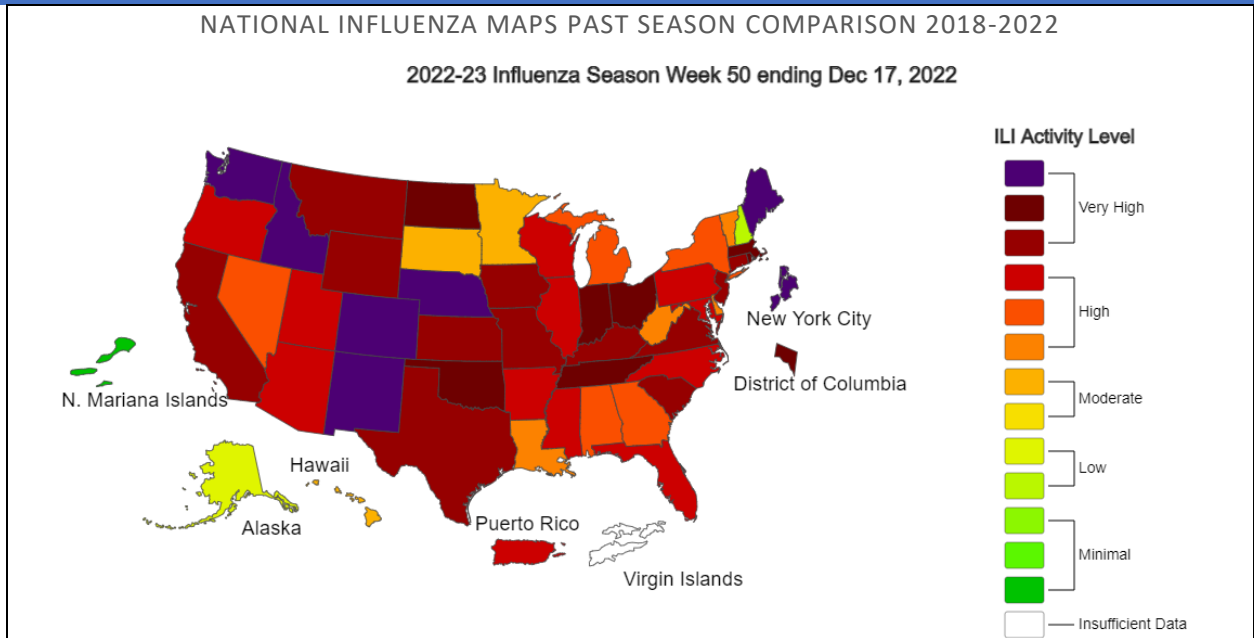 NATIONAL INFLUENZA MAPS PAST SEASON COMPARISON 2018-2022
2022-23 Influenza Season Week 50 ending Dec 17, 2022
ILI Activity Level
Very High
High
Moderate
Low
Minimal
Insufficient Data
New York City
District of Columbia
N. Mariana Islands
Hawaii
Alaska
Puerto Rico
Virgin Islands